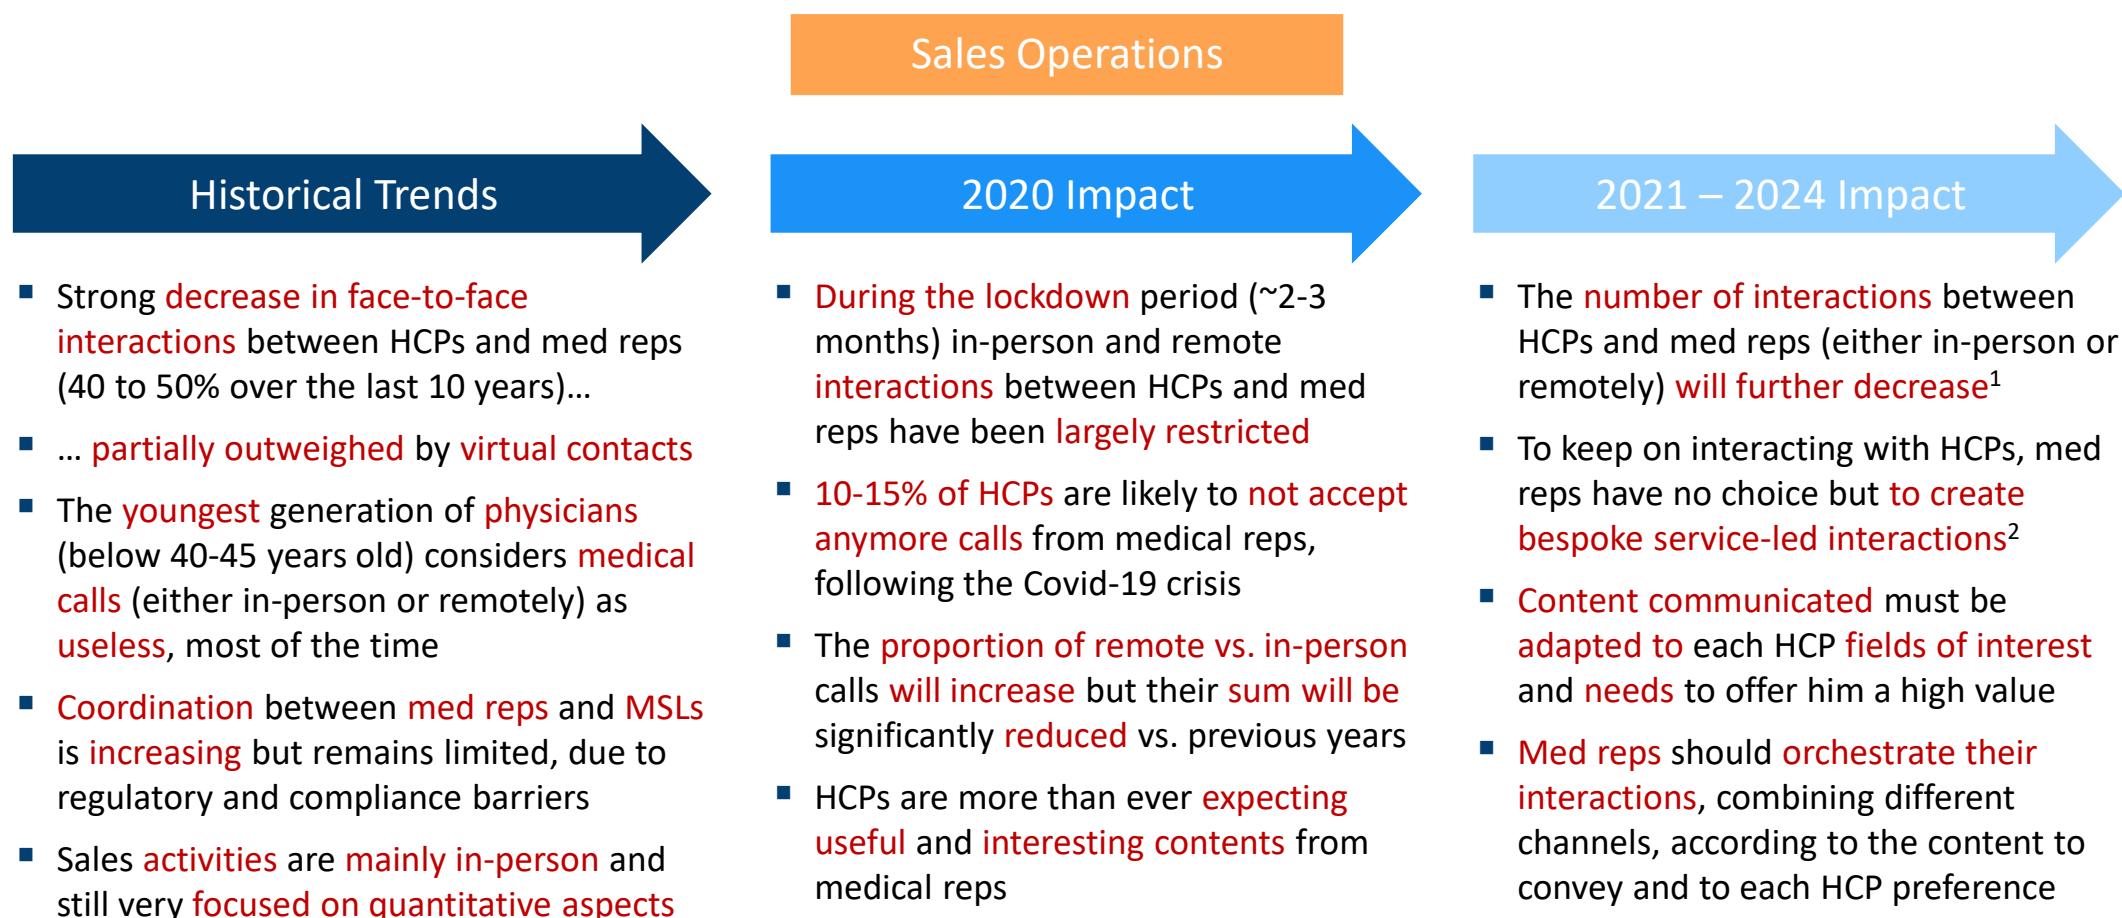 Sales Operations
Historical Trends
▪ Strong decrease in face-to-face
interactions between HCPs and med reps
(40 to 50% over the last 10 years)…
▪ … partially outweighed by virtual contacts
▪ The youngest generation of physicians
(below 40-45 years old) considers medical
calls (either in-person or remotely) as
useless, most of the time
▪ Coordination between med reps and MSLs
is increasing but remains limited, due to
regulatory and compliance barriers
▪ Sales activities are mainly in-person and
still very focused on quantitative aspects
2020 Impact
▪ During the lockdown period (~2-3
months) in-person and remote
interactions between HCPs and med
reps have been largely restricted
▪ 10-15% of HCPs are likely to not accept
anymore calls from medical reps,
following the Covid-19 crisis
▪ The proportion of remote vs. in-person
calls will increase but their sum will be
significantly reduced vs. previous years
▪ HCPs are more than ever expecting
useful and interesting contents from
medical reps
2021 – 2024 Impact
▪ The number of interactions between
HCPs and med reps (either in-person or
remotely) will further decrease¹
▪ To keep on interacting with HCPs, med
reps have no choice but to create
bespoke service-led interactions²
▪ Content communicated must be
adapted to each HCP fields of interest
and needs to offer him a high value
▪ Med reps should orchestrate their
interactions, combining different
channels, according to the content to
convey and to each HCP preference